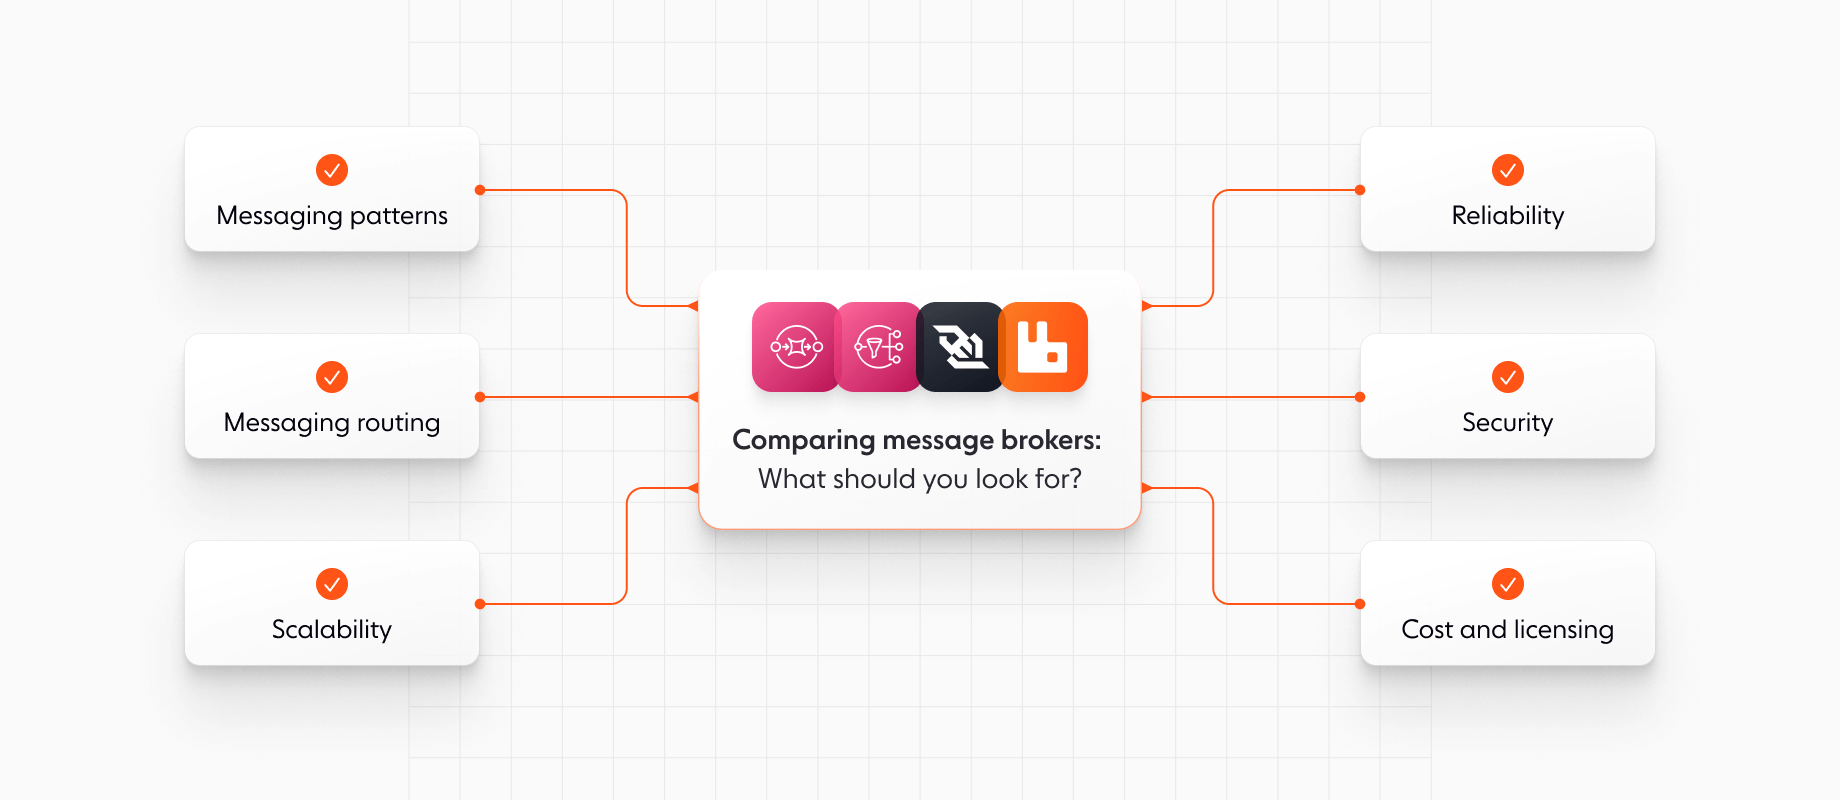 Messaging patterns
Messaging routing
Scalability
Comparing message brokers:
What should you look for?
Reliability
Security
Cost and licensing